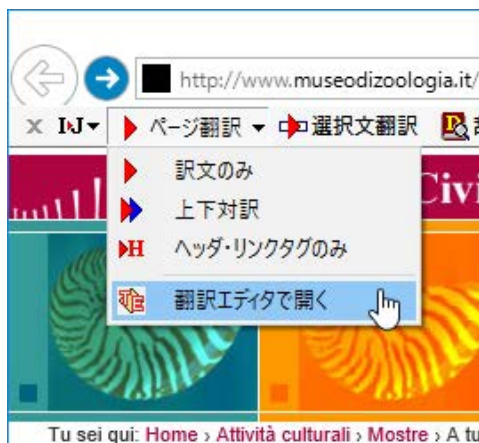 http://www.museodizoologia.it/
x I▸J▼ ページ翻訳 ▼ 選択文翻訳
訳文のみ
上下対訳
H ヘッダ・リンクタグのみ
翻訳エディタで開く
Civi
Tu sei qui: Home › Attività culturali › Mostre › A tu